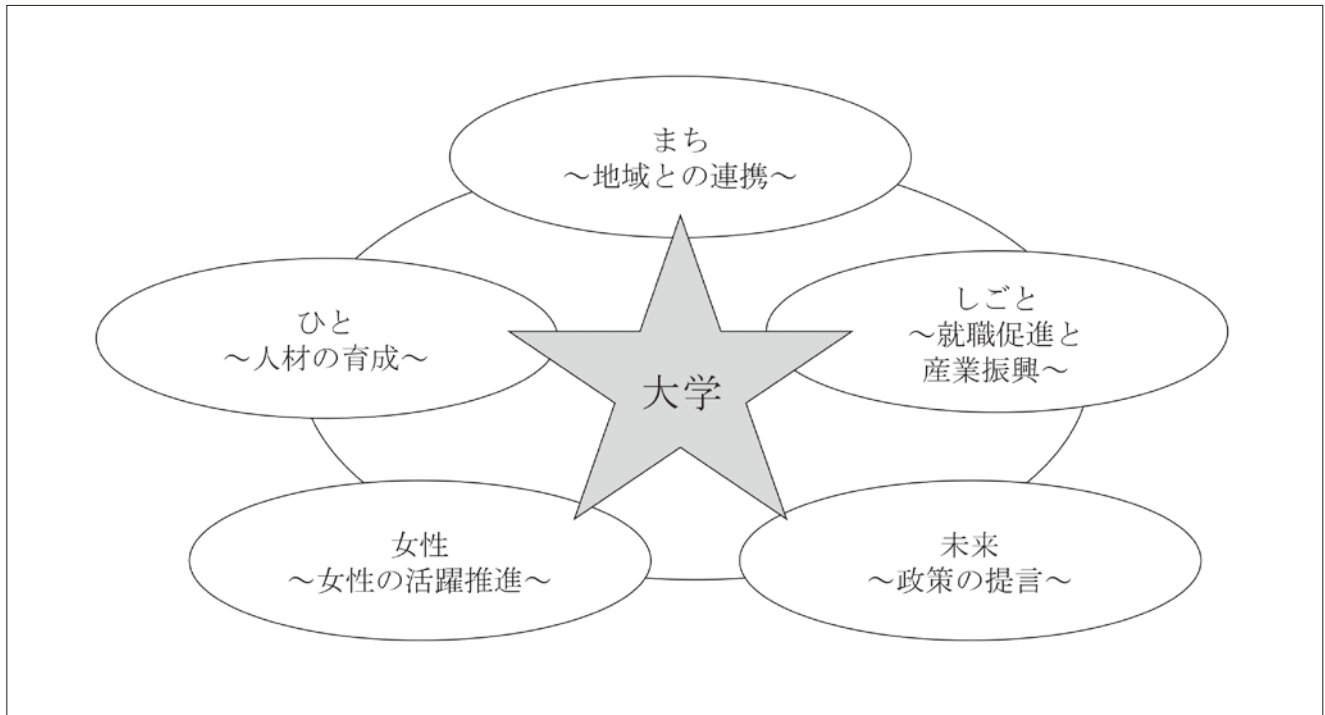 まち
～地域との連携～
ひと
～人材の育成～
しごと
～就職促進と
産業振興～
大学
女性
～女性の活躍推進～
未来
～政策の提言～